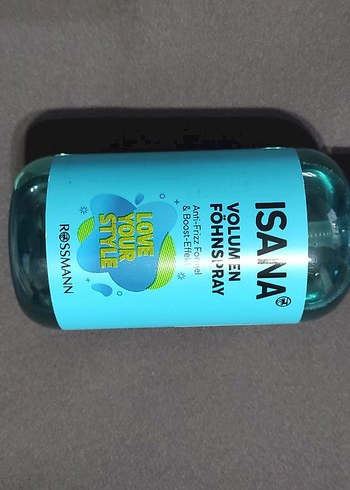 ISANA
VOLUMEN
FÖHNSPRAY
Anti-Frizz Formel
& Boost-Effekt
LOVE
YOUR
STYLE
ROSSMANN